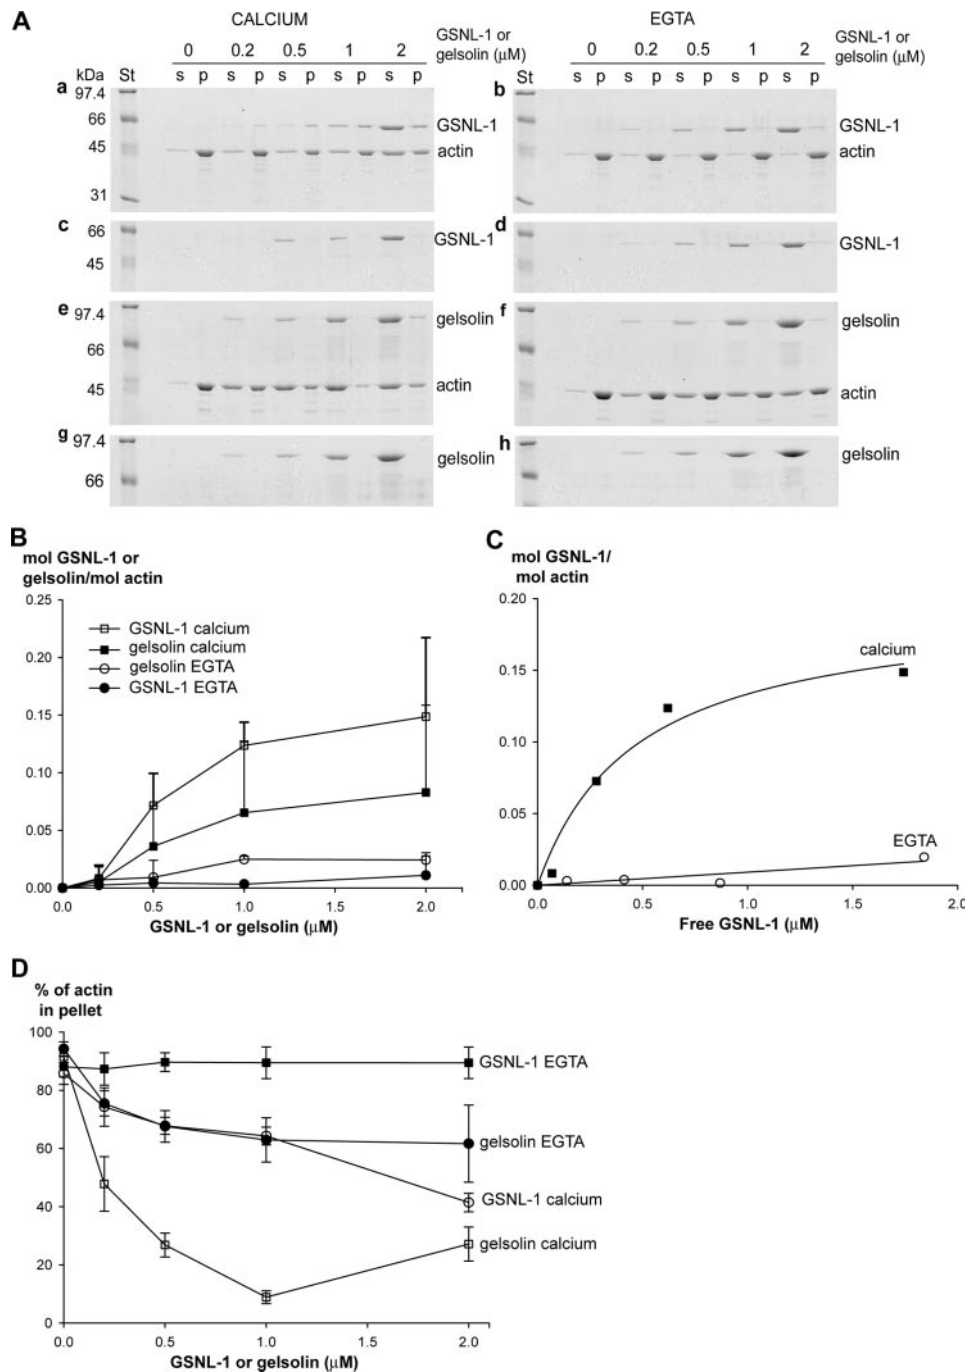 A
CALCIUM
EGTA
0 0.2 0.5 1 2 GSNL-1 or gelsolin (μM)
0 0.2 0.5 1 2 GSNL-1 or gelsolin (μM)
kDa St s p s p s p s p s p
St s p s p s p s p s p
a
97.4
66
45
31
GSNL-1
actin
b
GSNL-1
actin
c
66
45
GSNL-1
d
GSNL-1
e
97.4
66
45
gelsolin
actin
f
gelsolin
actin
g
97.4
66
gelsolin
h
gelsolin
B
mol GSNL-1 or
gelsolin/mol actin
0.25
0.20
0.15
0.10
0.05
0.00
GSNL-1 calcium
gelsolin calcium
gelsolin EGTA
GSNL-1 EGTA
0.0 0.5 1.0 1.5 2.0
GSNL-1 or gelsolin (μM)
C
mol GSNL-1/
mol actin
0.20
0.15
0.10
0.05
0.00
calcium
EGTA
0.0 0.5 1.0 1.5 2.0
Free GSNL-1 (μM)
D
% of actin
in pellet
100
80
60
40
20
0
GSNL-1 EGTA
gelsolin EGTA
GSNL-1 calcium
gelsolin calcium
0.0 0.5 1.0 1.5 2.0
GSNL-1 or gelsolin (μM)